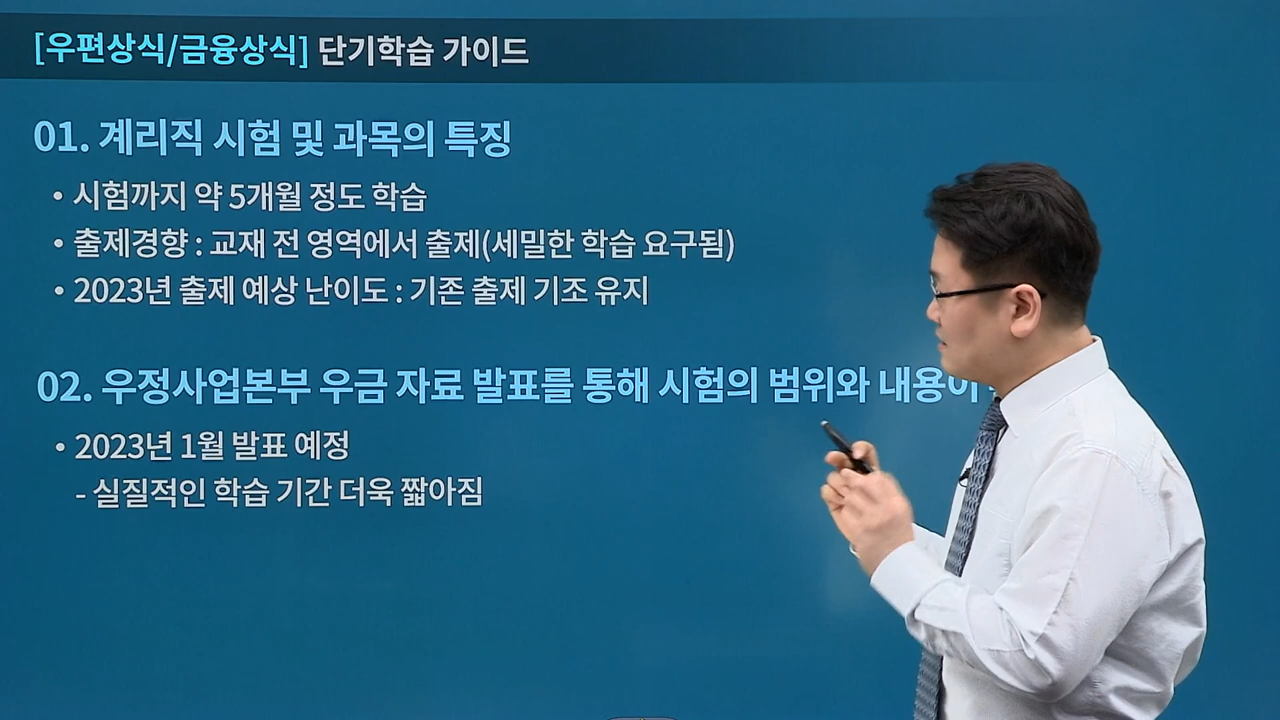 [우편상식/금융상식] 단기학습 가이드
01. 계리직 시험 및 과목의 특징
• 시험까지 약 5개월 정도 학습
• 출제경향 : 교재 전 영역에서 출제(세밀한 학습 요구됨)
• 2023년 출제 예상 난이도 : 기존 출제 기조 유지
02. 우정사업본부 우금 자료 발표를 통해 시험의 범위와 내용이
• 2023년 1월 발표 예정
- 실질적인 학습 기간 더욱 짧아짐